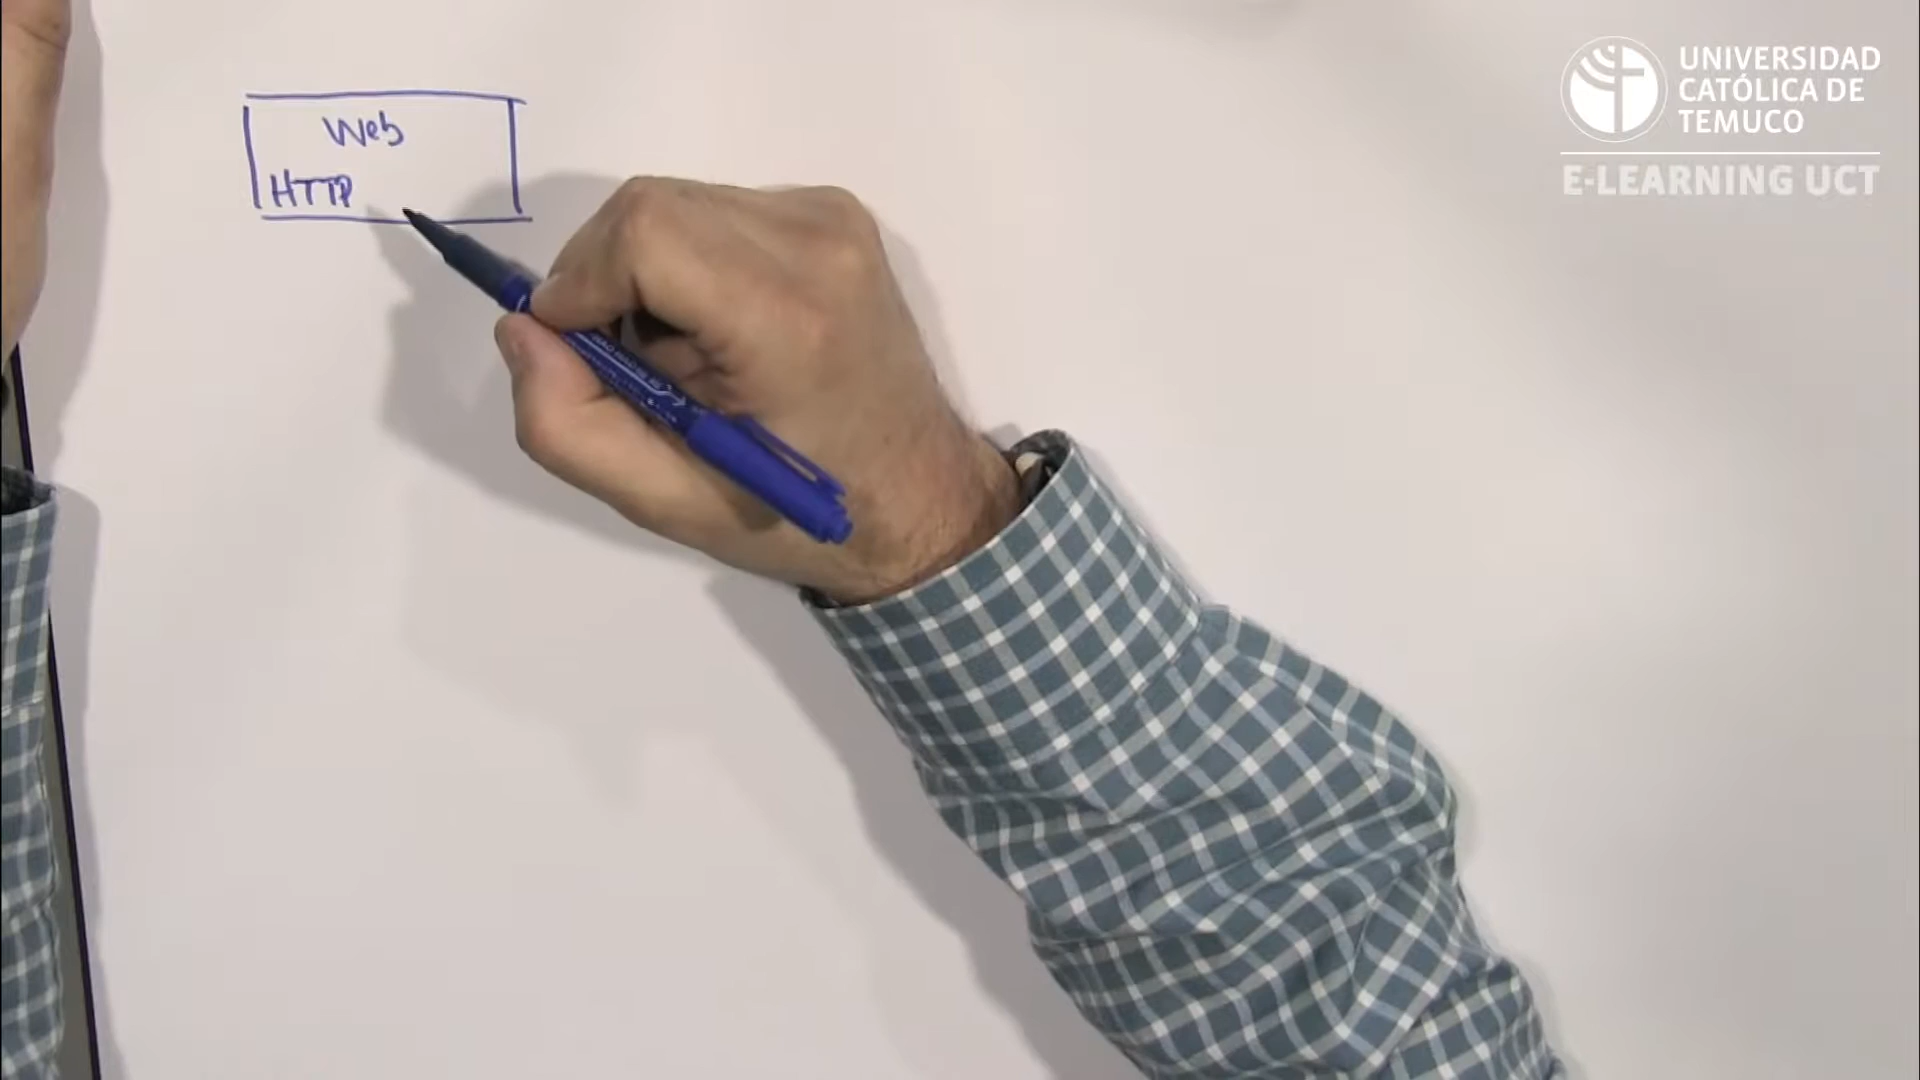 Web
HTTP
UNIVERSIDAD
CATÓLICA DE
TEMUCO
E-LEARNING UCT